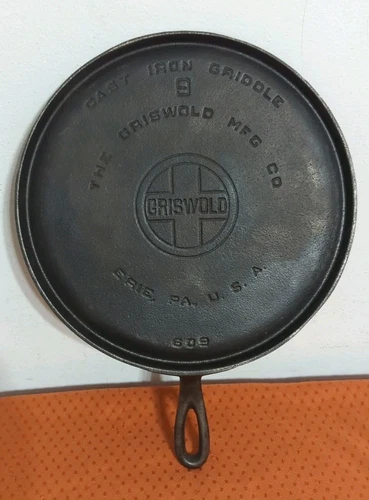 CAST IRON GRIDDLE
9
THE GRISWOLD MFG CO
GRISWOLD
ERIE, PA., U.S.A.
609